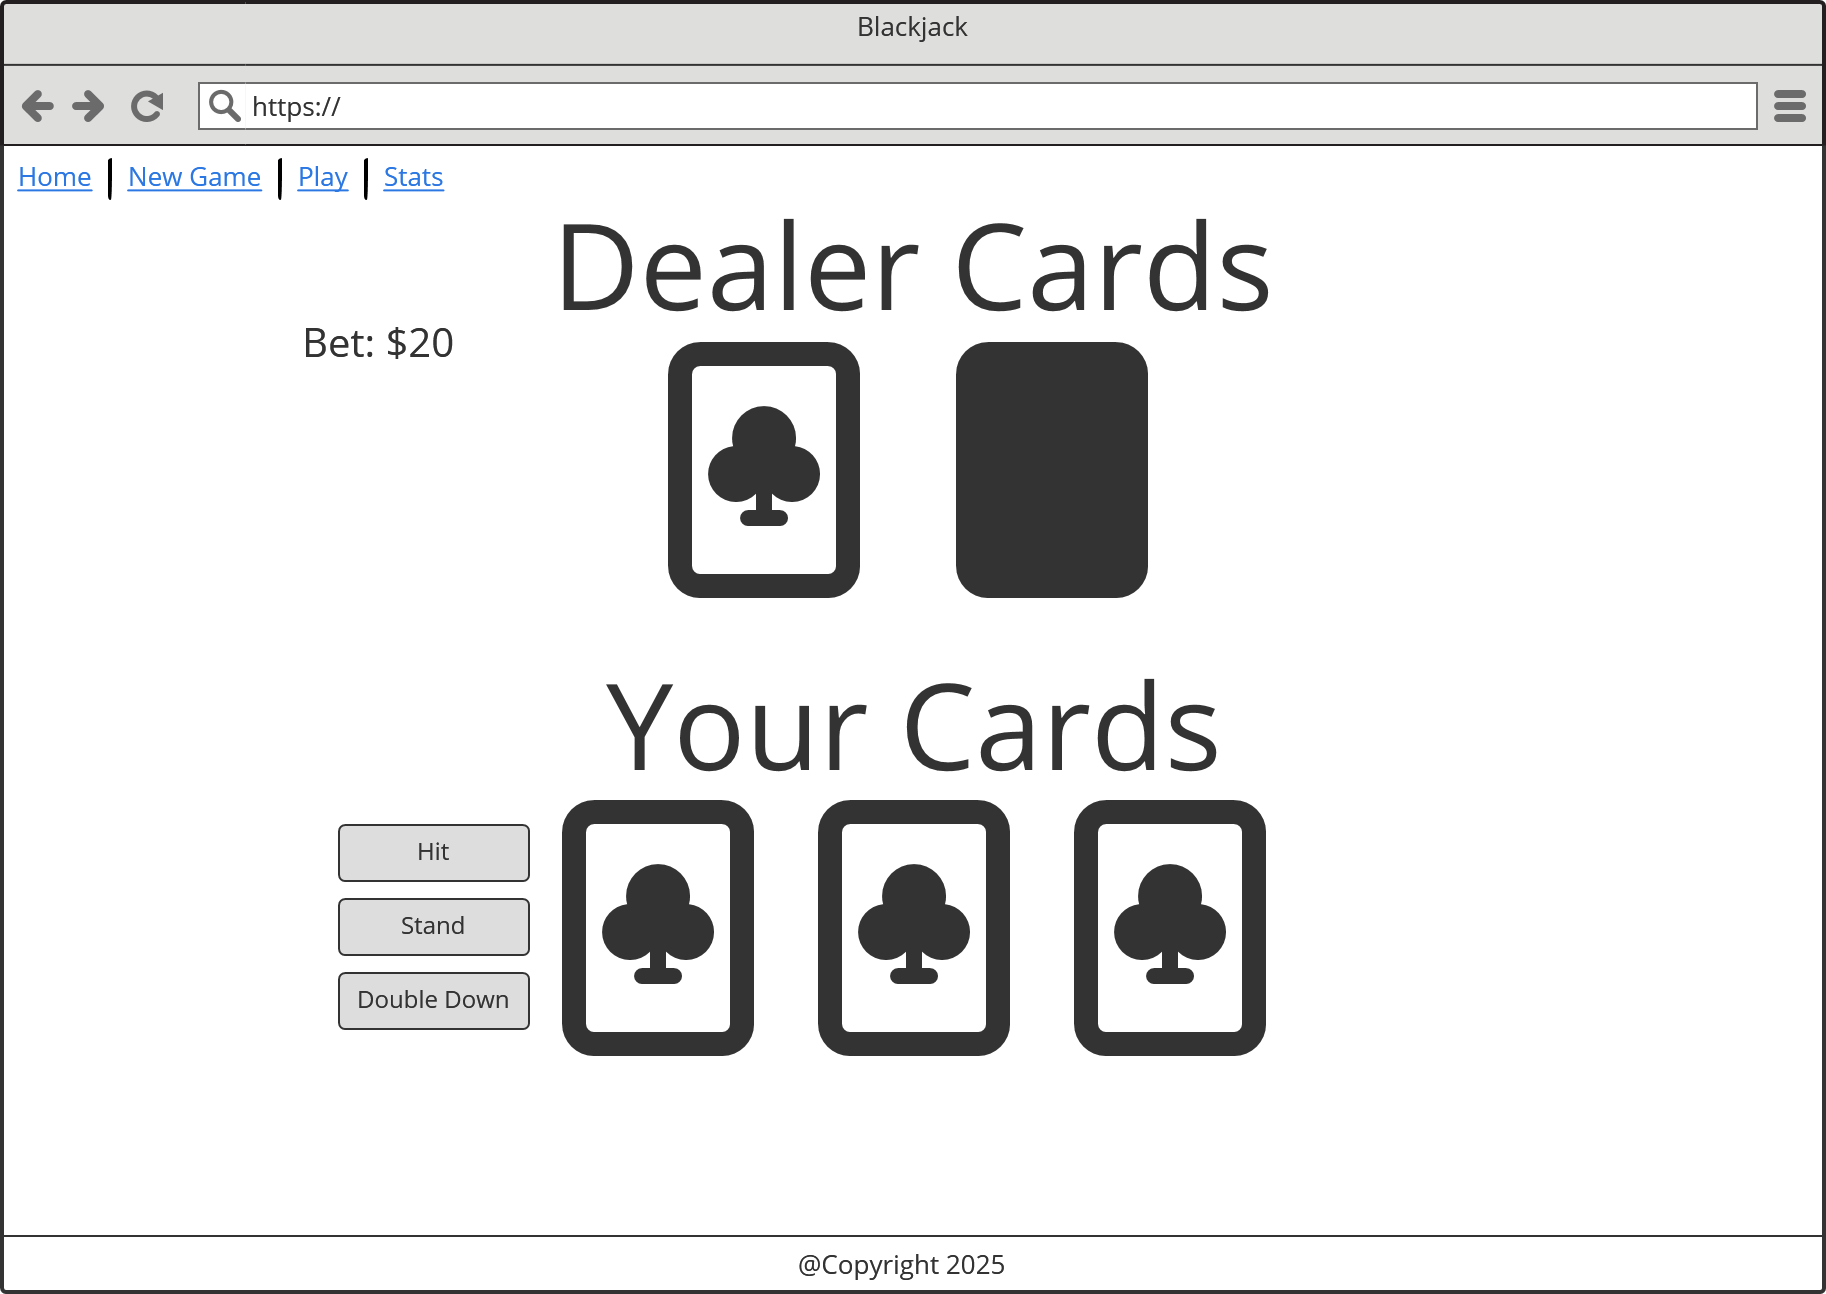 Blackjack
https://
Home New Game Play Stats
Dealer Cards
Bet: $20
Your Cards
Hit
Stand
Double Down
@Copyright 2025